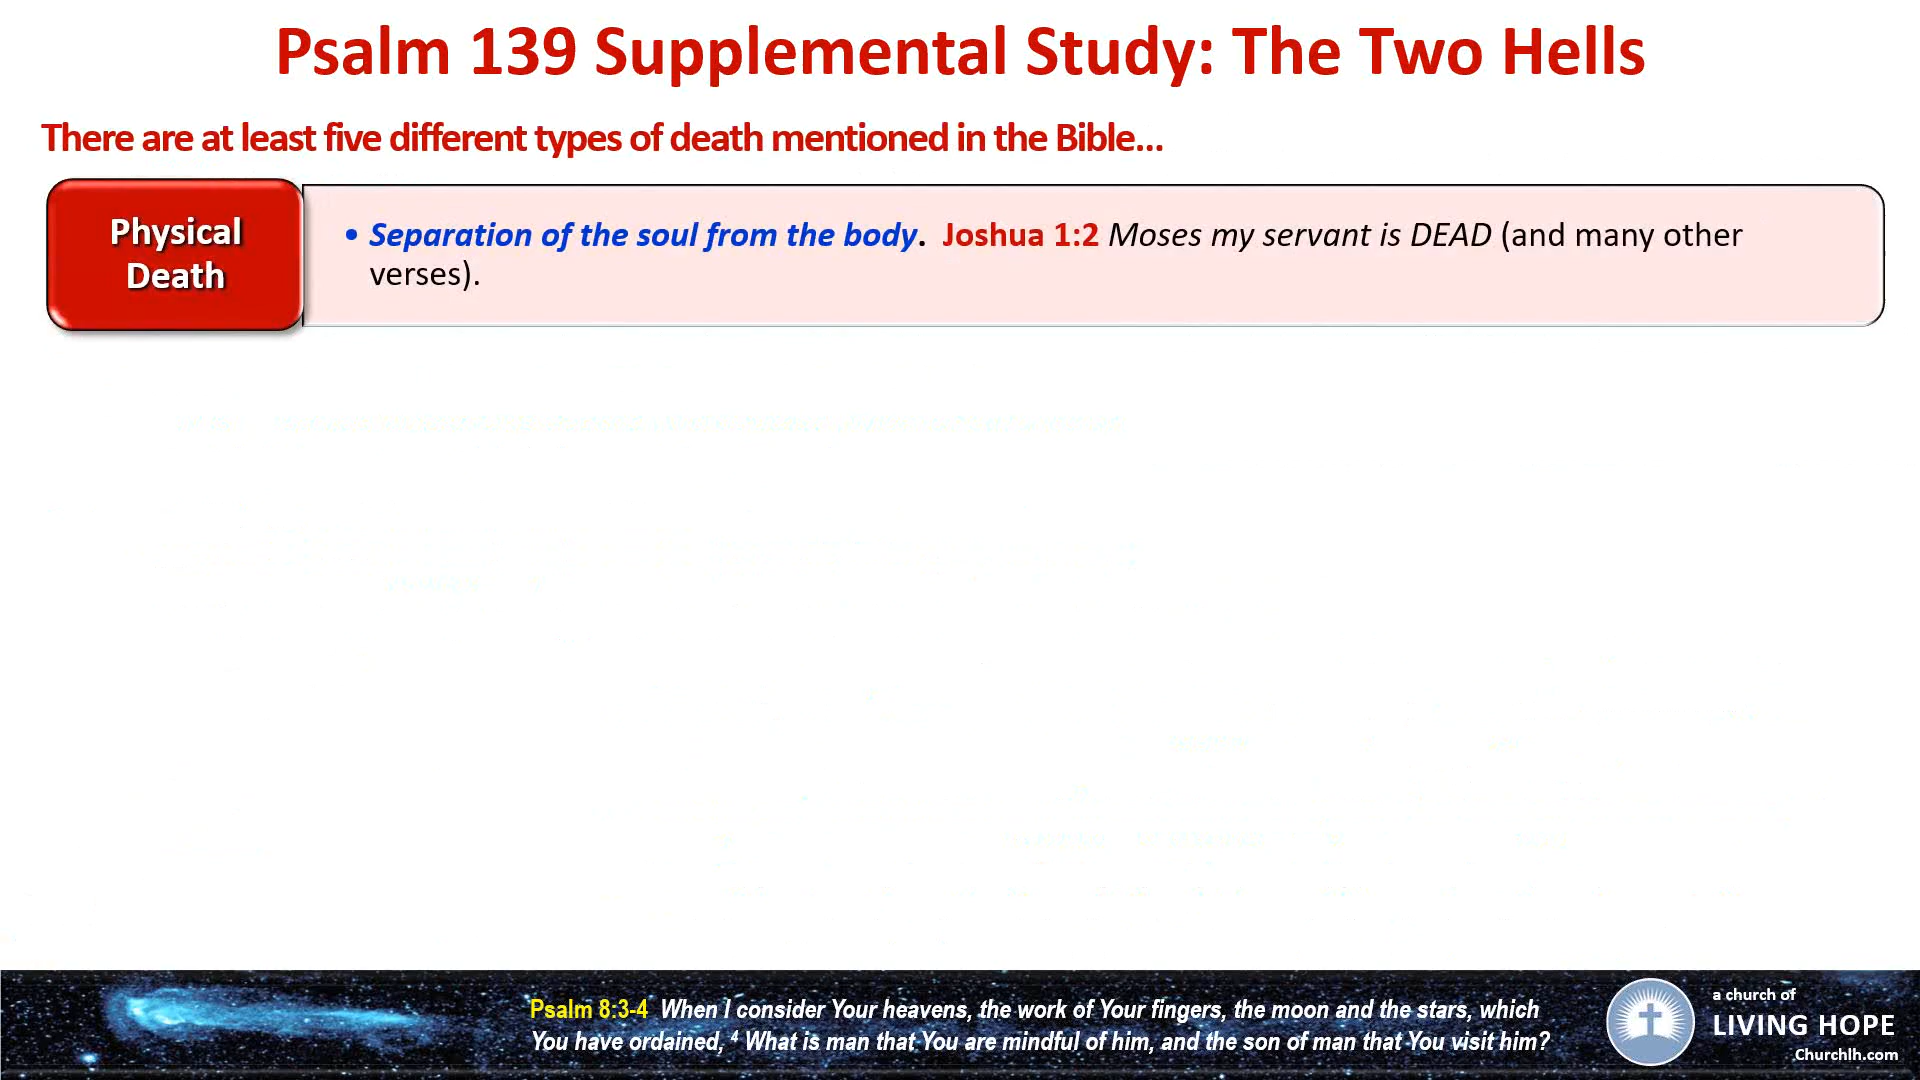 Psalm 139 Supplemental Study: The Two Hells
There are at least five different types of death mentioned in the Bible...
Physical
Death
• Separation of the soul from the body.  Joshua 1:2 Moses my servant is DEAD (and many other
verses).
Psalm 8:3-4  When I consider Your heavens, the work of Your fingers, the moon and the stars, which
You have ordained, ⁴ What is man that You are mindful of him, and the son of man that You visit him?
a church of
LIVING HOPE
Churchlh.com